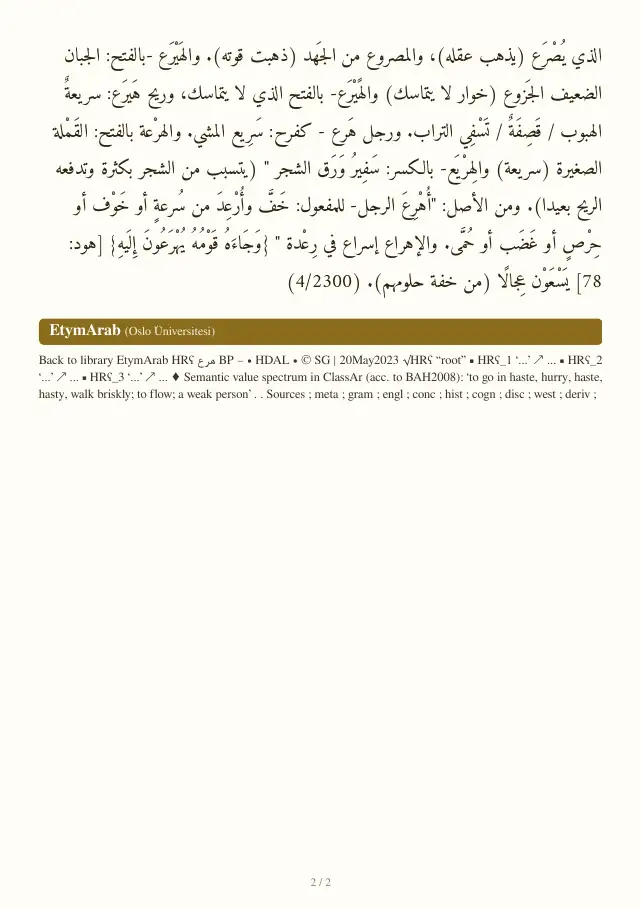 الذي يُصْرَع (يذهب عقله)، والمصروع من الجَهد (ذهبت قوته). والهَيْرَع -بالفتح: الجبان
الضعيف الجَزوع (خوار لا يتماسك) والهَيْرَع- بالفتح الذي لا يتماسك، وريح هَيرَع: سريعةُ
الهبوب / قَصِفَةٌ / تَسْفِي التراب. ورجل هَرِع - كفرح: سَرِيع المشي. والهرْعة بالفتح: القَمْلة
الصغيرة (سريعة) والهِرْيَع- بالكسر: سَفِيرُ وَرَق الشجر " (يتسبب من الشجر بكثرة وتدفعه
الريح بعيدا). ومن الأصل: "أُهْرِعَ الرجل- للمفعول: خَفَّ وأُرْعِدَ من سُرعةٍ أو خَوْف أو
حِرْصٍ أو غَضَب أو حُمَّى. والإهراع إسراع في رِعْدة " {وَجَاءَهُ قَوْمُهُ يُهْرَعُونَ إِلَيهِ} [هود:
78] يَسْعَوْن عِجالًا (من خفة حلومهم). (4/2300)
EtymArab (Oslo Üniversitesi)
Back to library EtymArab HRʕ هرع BP – • HDAL • © SG | 20May2023 √HRʕ “root” ▪ HRʕ_1 ‘...’ ↗ ... ▪ HRʕ_2
‘...’ ↗ ... ▪ HRʕ_3 ‘...’ ↗ ... ♦ Semantic value spectrum in ClassAr (acc. to BAH2008): ‘to go in haste, hurry, haste,
hasty, walk briskly; to flow; a weak person’ . . Sources ; meta ; gram ; engl ; conc ; hist ; cogn ; disc ; west ; deriv ;
2 / 2